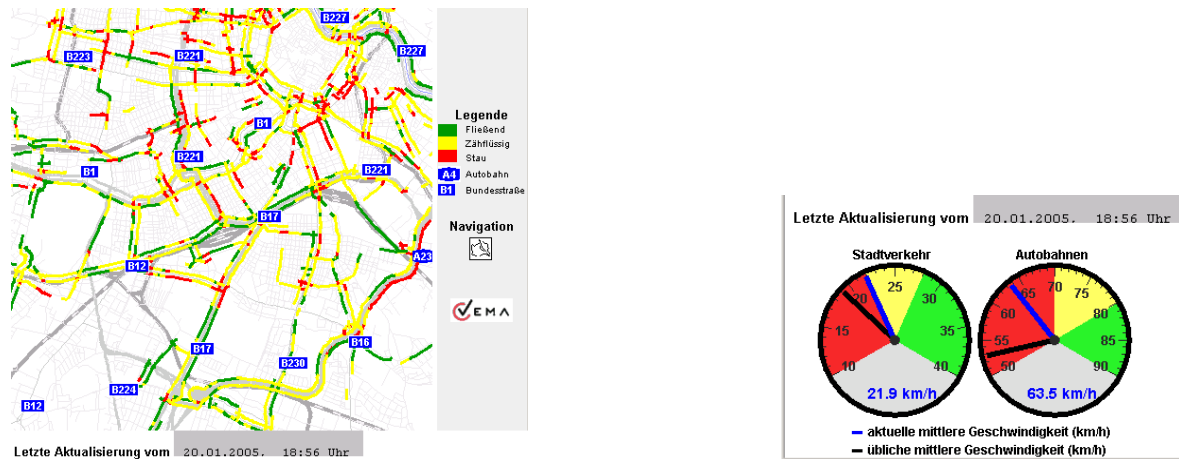 B227
B223
B221
B227
B1
B221
B1
B221
B17
B12
A23
B16
B17
B230
B224
B12
Legende
Fließend
Zähflüssig
Stau
A4 Autobahn
B1 Bundesstraße
Navigation
VEMA
Letzte Aktualisierung vom 20.01.2005, 18:56 Uhr
Letzte Aktualisierung vom 20.01.2005, 18:56 Uhr
Stadtverkehr
10 15 20 25 30 35 40
21.9 km/h
Autobahnen
50 55 60 65 70 75 80 85 90
63.5 km/h
aktuelle mittlere Geschwindigkeit (km/h)
übliche mittlere Geschwindigkeit (km/h)